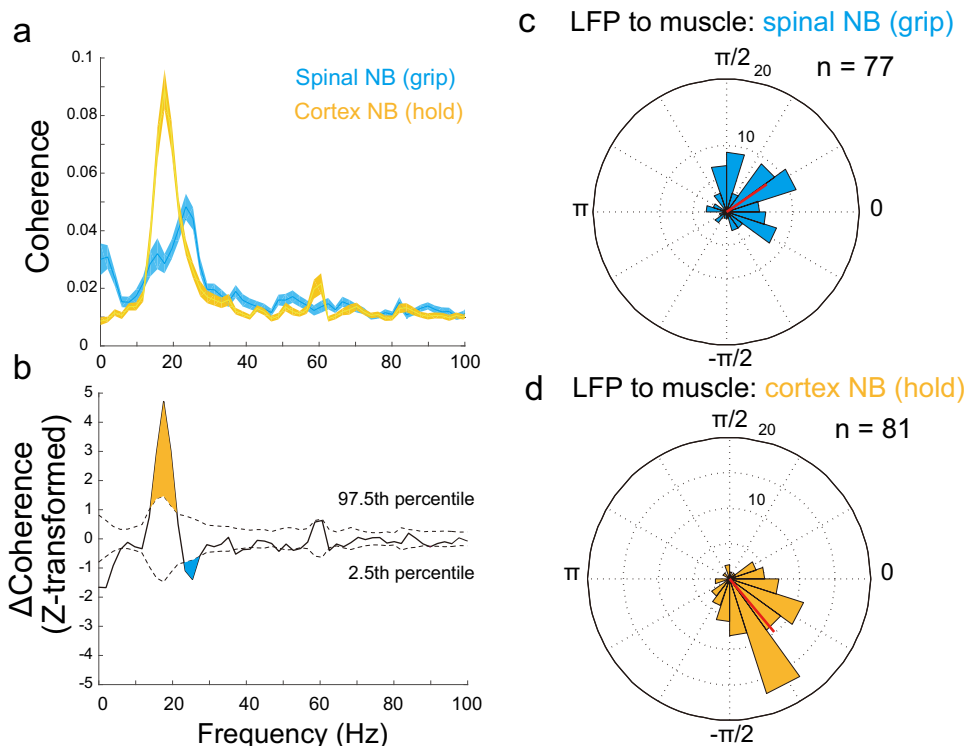 a
0.1
0.08
0.06
0.04
0.02
0
Coherence
Spinal NB (grip)
Cortex NB (hold)
0 20 40 60 80 100
b
5
4
3
2
1
0
-1
-2
-3
-4
-5
ΔCoherence
(Z-transformed)
97.5th percentile
2.5th percentile
0 20 40 60 80 100
Frequency (Hz)
c LFP to muscle: spinal NB (grip)
π/2
20
n = 77
10
π
0
-π/2
d LFP to muscle: cortex NB (hold)
π/2
20
n = 81
10
π
0
-π/2